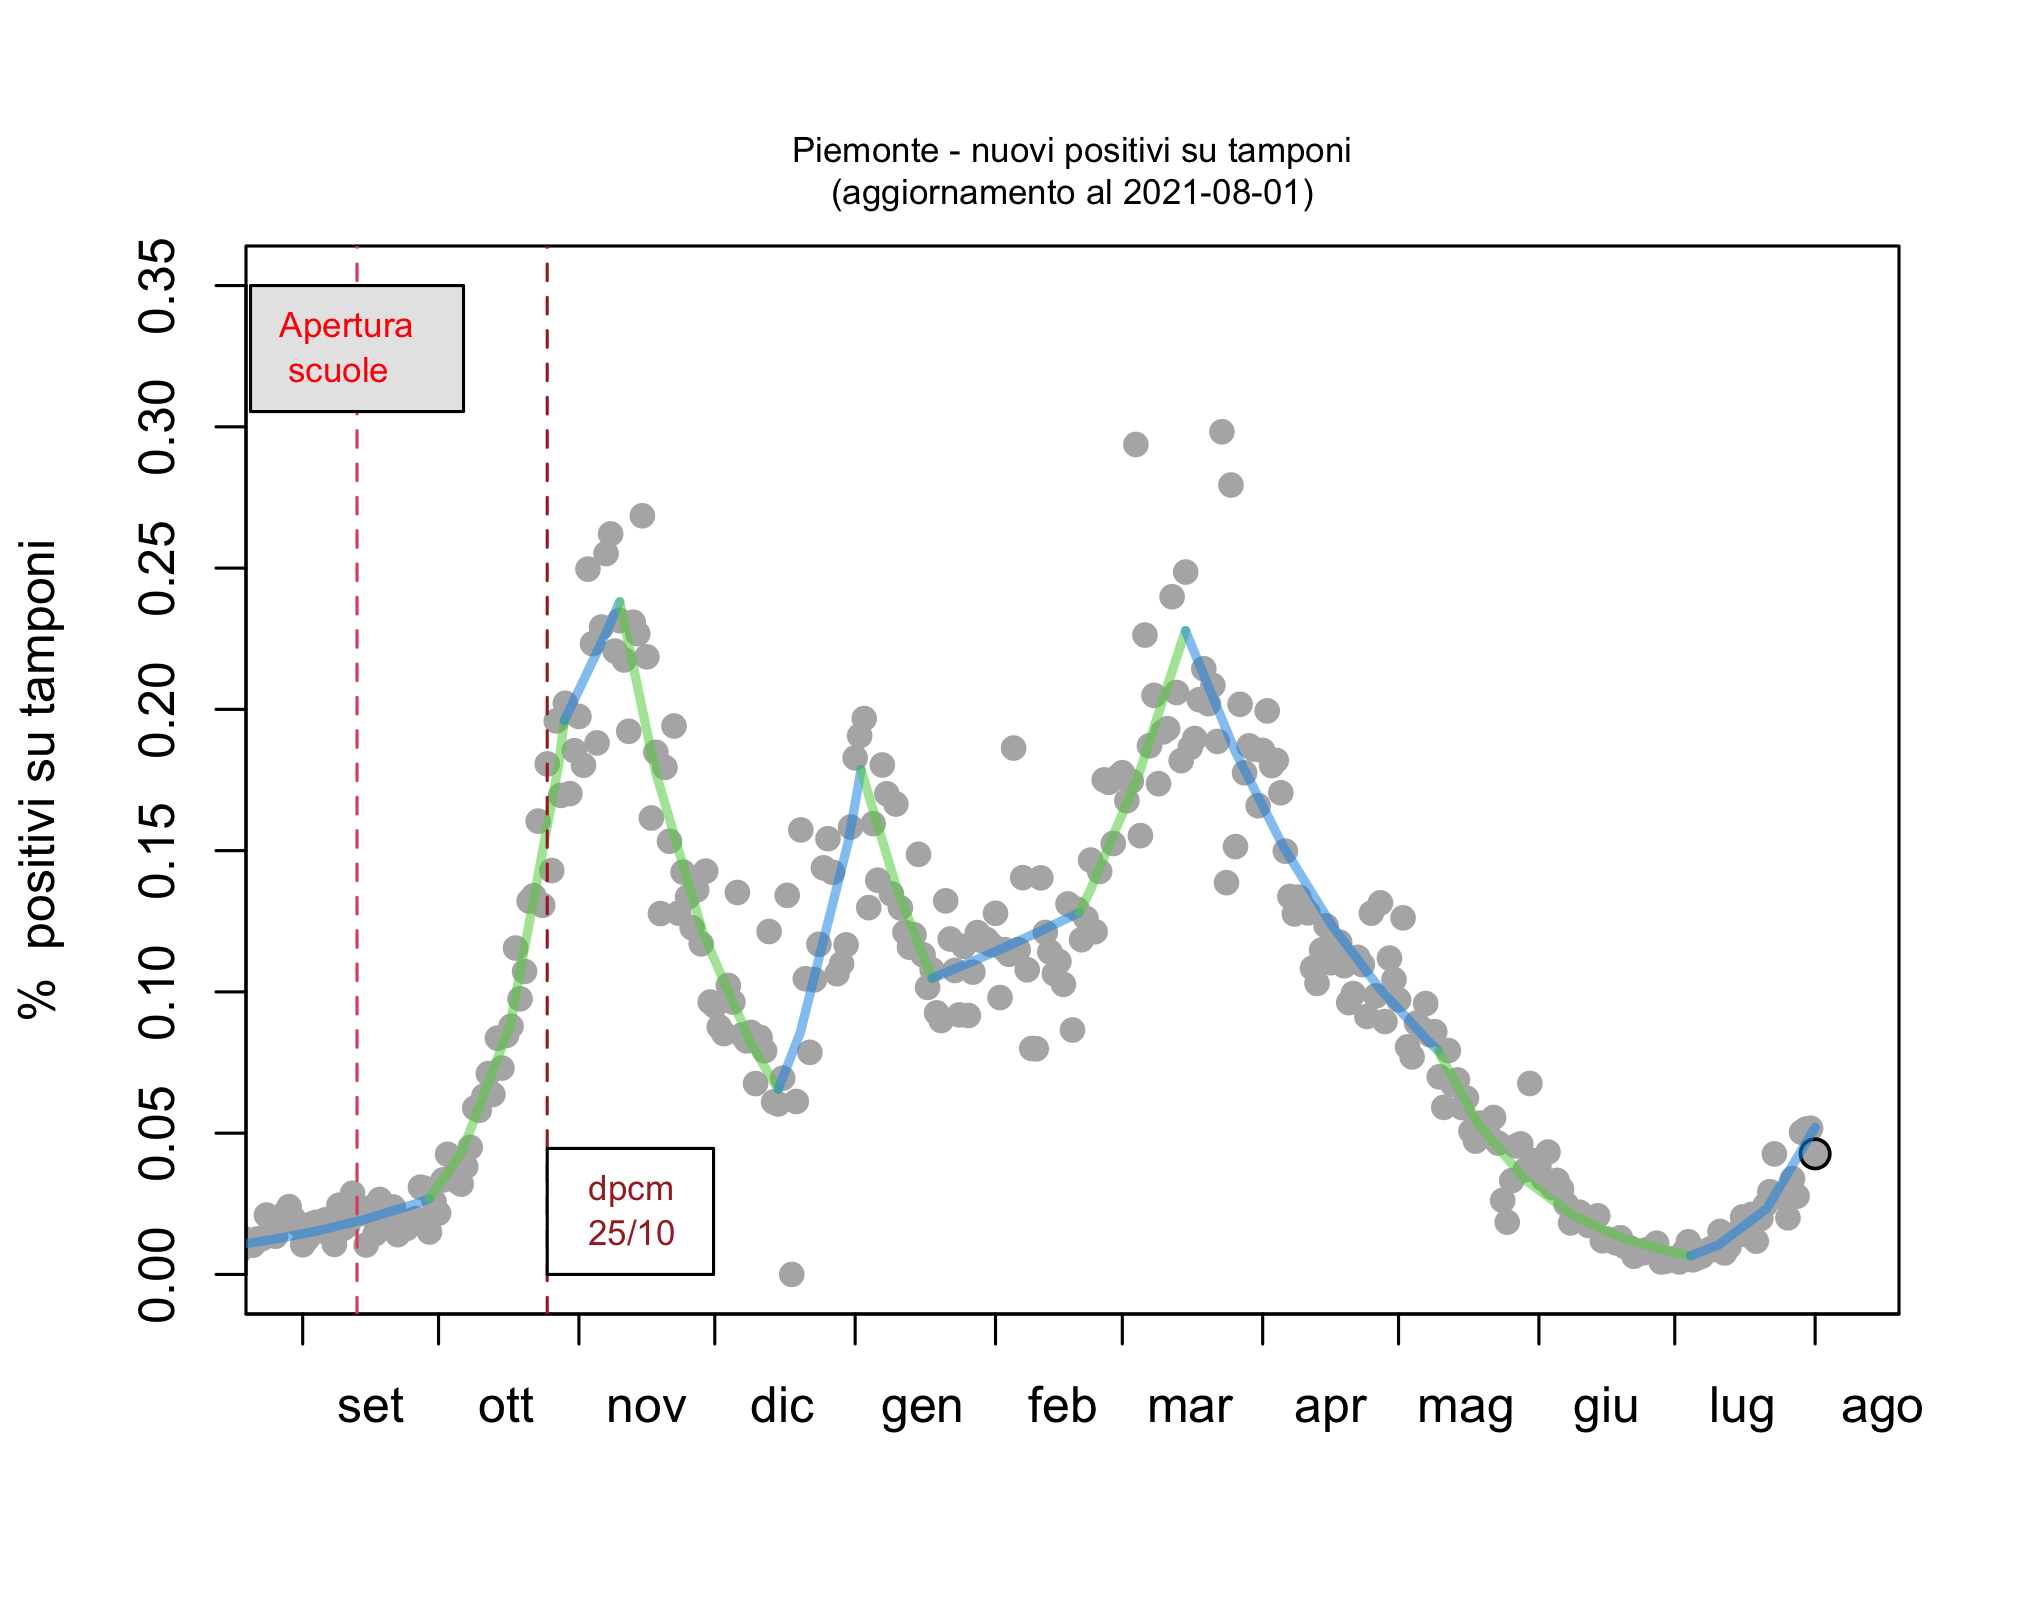 Piemonte - nuovi positivi su tamponi
(aggiornamento al 2021-08-01)
% positivi su tamponi
0.35
0.30
0.25
0.20
0.15
0.10
0.05
0.00
Apertura
scuole
dpcm
25/10
set ott nov dic gen feb mar apr mag giu lug ago